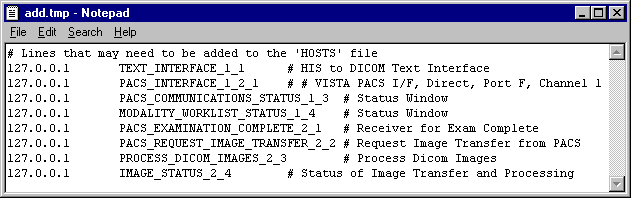 add.tmp - Notepad
File Edit Search Help
# Lines that may need to be added to the 'HOSTS' file
127.0.0.1 TEXT_INTERFACE_1_1 # HIS to DICOM Text Interface
127.0.0.1 PACS_INTERFACE_1_2_1 # # VISTA PACS I/F, Direct, Port F, Channel 1
127.0.0.1 PACS_COMMUNICATIONS_STATUS_1_3 # Status Window
127.0.0.1 MODALITY_WORKLIST_STATUS_1_4 # Status Window
127.0.0.1 PACS_EXAMINATION_COMPLETE_2_1 # Receiver for Exam Complete
127.0.0.1 PACS_REQUEST_IMAGE_TRANSFER_2_2 # Request Image Transfer from PACS
127.0.0.1 PROCESS_DICOM_IMAGES_2_3 # Process Dicom Images
127.0.0.1 IMAGE_STATUS_2_4 # Status of Image Transfer and Processing